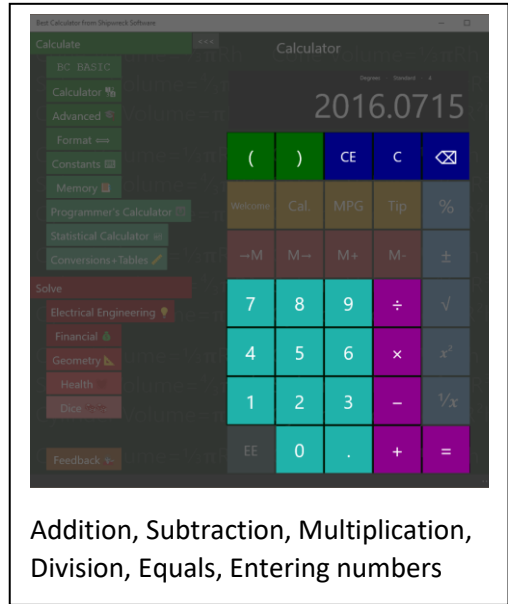 Best Calculator from Shipwreck Software
Calculate
<<<
Calculator
BC BASIC
Calculator
Advanced
Format
Constants
Memory
Programmer's Calculator
Statistical Calculator
Conversions+Tables
Solve
Electrical Engineering
Financial
Geometry
Health
Dice
Feedback
Degrees Standard 4
2016.0715
( ) CE C ⌫
Welcome Cal. MPG Tip %
→M M→ M+ M- ±
7 8 9 ÷ √
4 5 6 × x²
1 2 3 − ¹/x
EE 0 . + =
Addition, Subtraction, Multiplication,
Division, Equals, Entering numbers